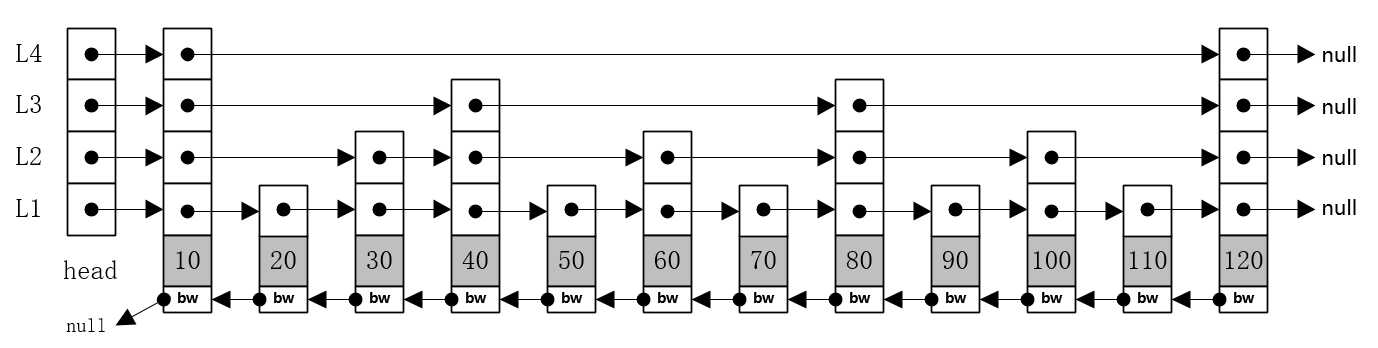 L4 null
L3 null
L2 null
L1 null
head 10 20 30 40 50 60 70 80 90 100 110 120
bw bw bw bw bw bw bw bw bw bw bw bw
null